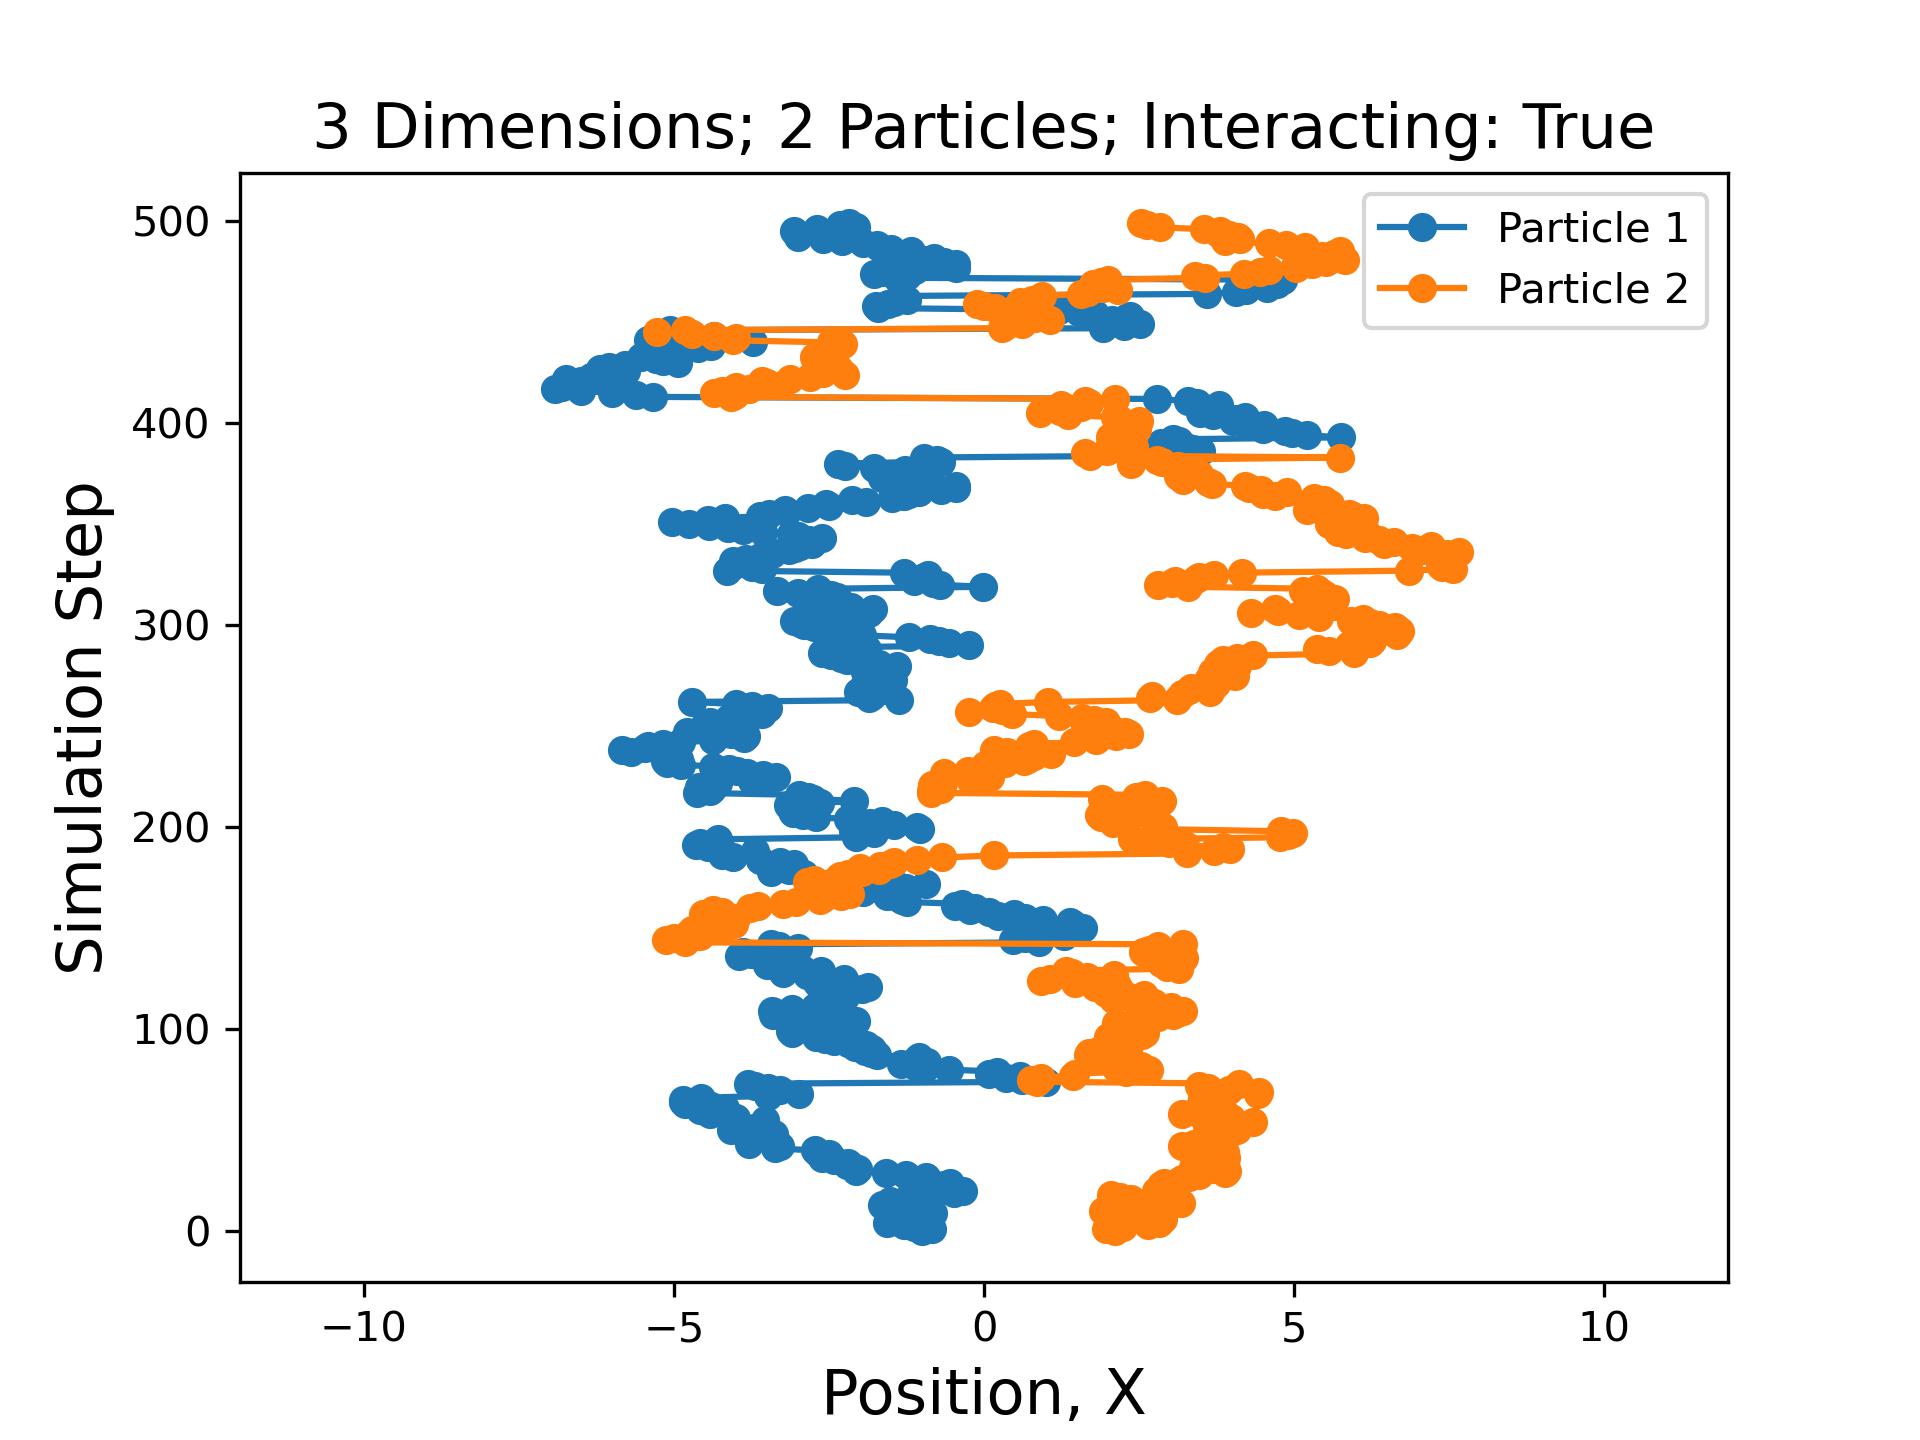 3 Dimensions; 2 Particles; Interacting: True
Particle 1
Particle 2
500
400
300
200
100
0
Simulation Step
−10
−5
0
5
10
Position, X